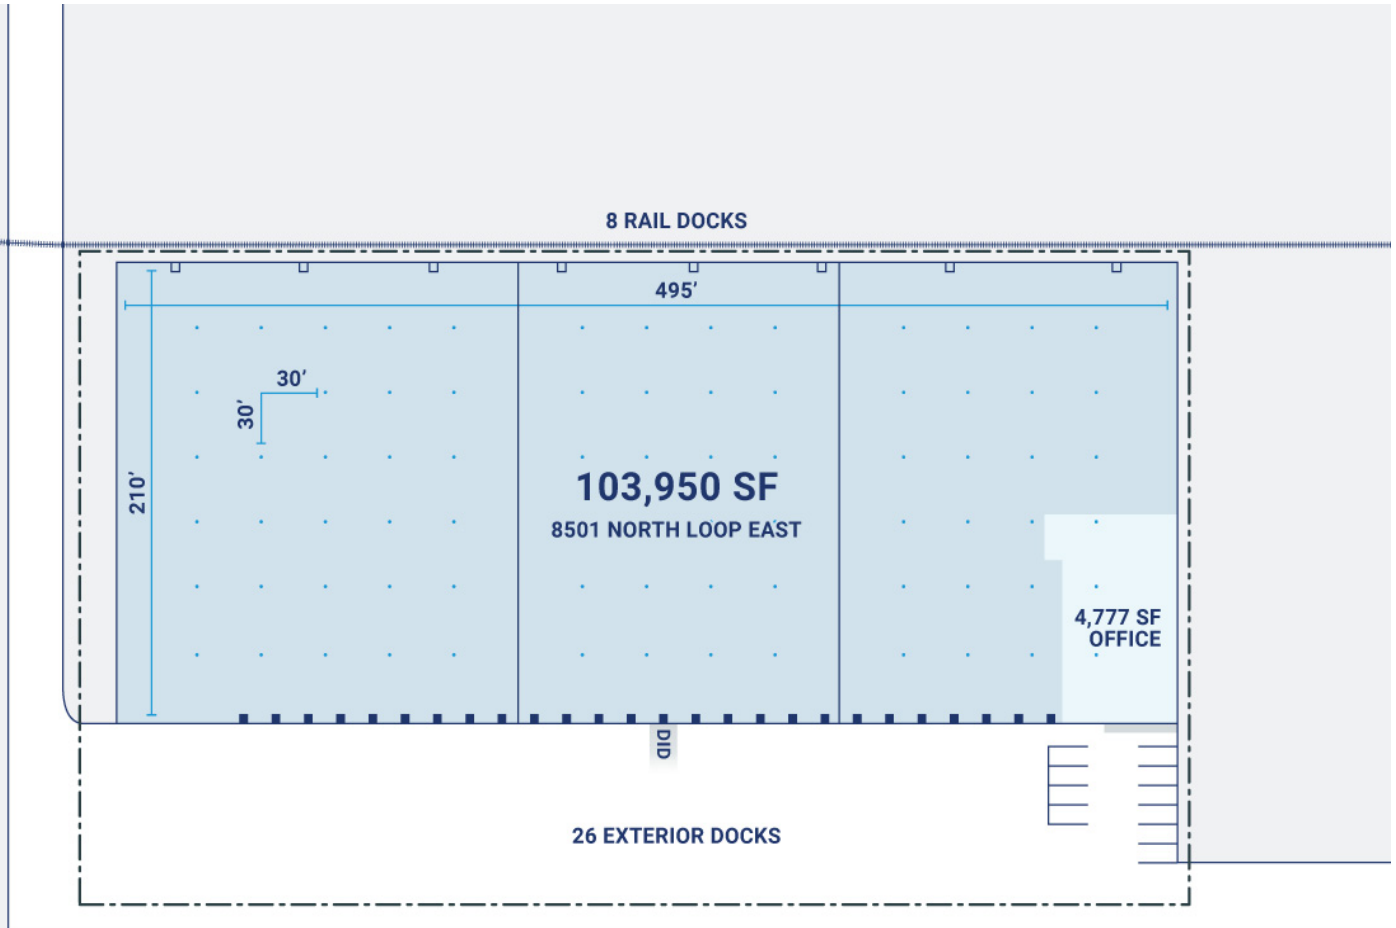 8 RAIL DOCKS
495’
30’
30’
210’
103,950 SF
8501 NORTH LOOP EAST
4,777 SF
OFFICE
DID
26 EXTERIOR DOCKS